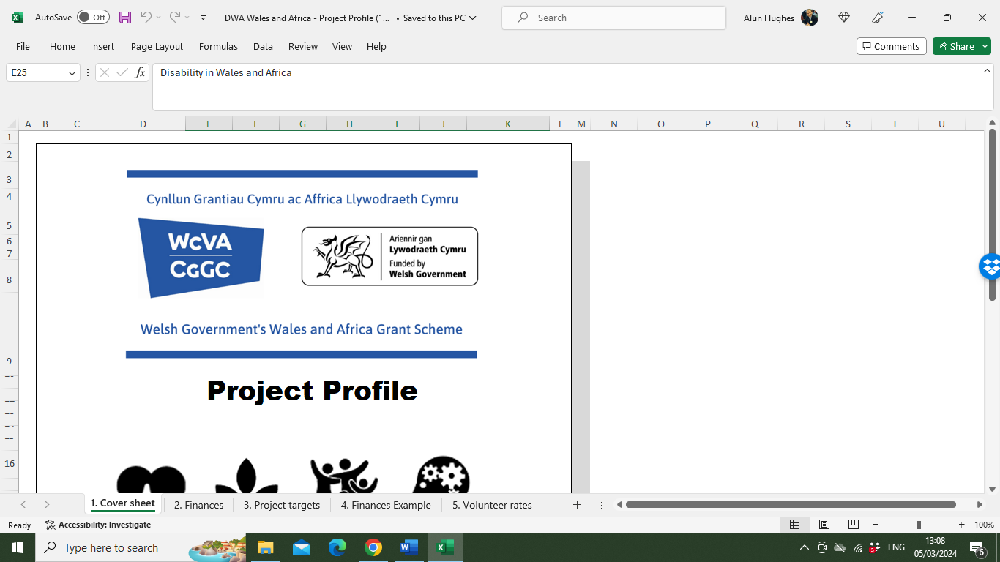 AutoSave Off DWA Wales and Africa - Project Profile (1... • Saved to this PC Search Alun Hughes
File Home Insert Page Layout Formulas Data Review View Help Comments Share
E25 fx Disability in Wales and Africa
A B C D E F G H I J K L M N O P Q R S T U
1
2
3
4
5
6
7
8
9
16
Cynllun Grantiau Cymru ac Affrica Llywodraeth Cymru
WCVA
CGGC
Ariennir gan
Lywodraeth Cymru
Funded by
Welsh Government
Welsh Government's Wales and Africa Grant Scheme
Project Profile
1. Cover sheet 2. Finances 3. Project targets 4. Finances Example 5. Volunteer rates
Ready Accessibility: Investigate 100%
Type here to search ENG 13:08
05/03/2024
3
6